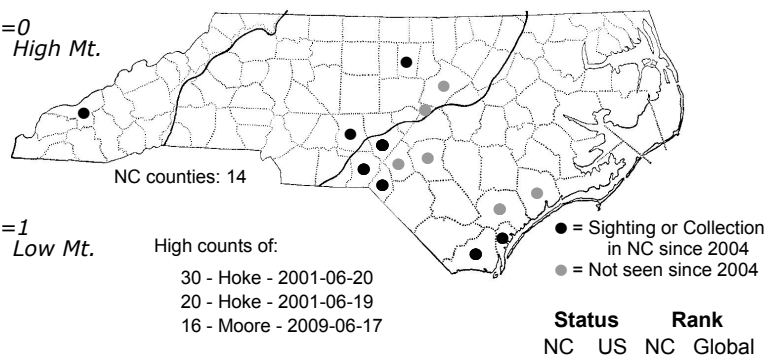 =0
High Mt.
NC counties: 14
=1
Low Mt.
High counts of:
30 - Hoke - 2001-06-20
20 - Hoke - 2001-06-19
16 - Moore - 2009-06-17
= Sighting or Collection
in NC since 2004
= Not seen since 2004
Status Rank
NC US NC Global